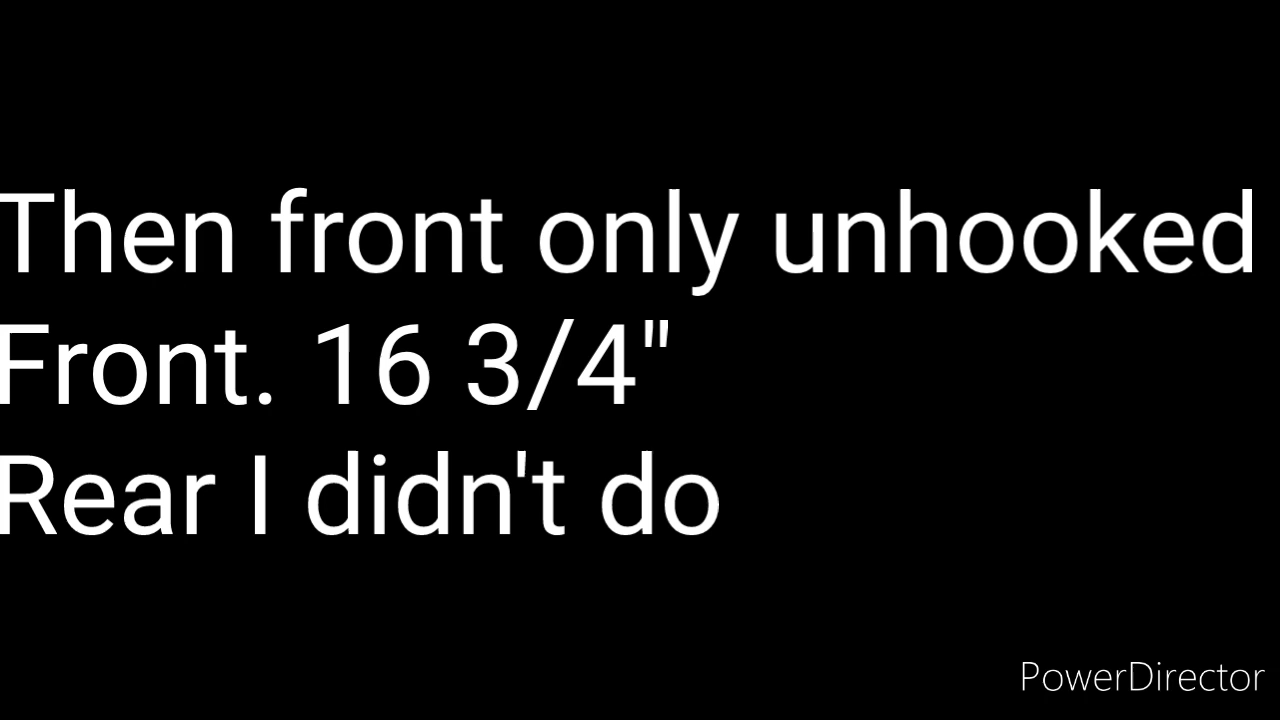 Then front only unhooked
Front. 16 3/4"
Rear I didn't do
PowerDirector